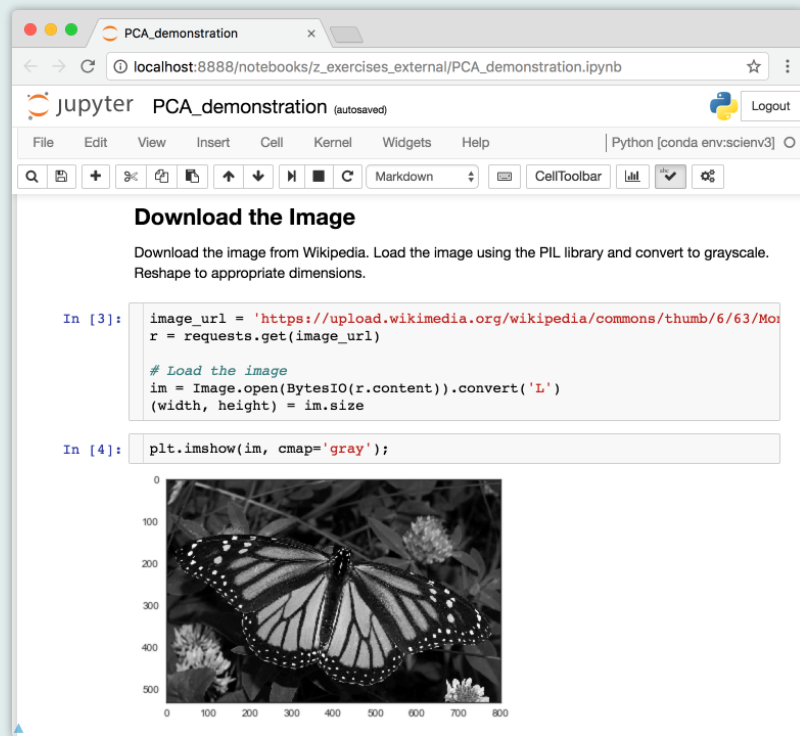 PCA_demonstration
localhost:8888/notebooks/z_exercises_external/PCA_demonstration.ipynb
jupyter PCA_demonstration (autosaved)
Logout
File Edit View Insert Cell Kernel Widgets Help Python [conda env:scienv3]
Markdown CellToolbar
Download the Image
Download the image from Wikipedia. Load the image using the PIL library and convert to grayscale.
Reshape to appropriate dimensions.
In [3]: image_url = 'https://upload.wikimedia.org/wikipedia/commons/thumb/6/63/Mon
r = requests.get(image_url)
# Load the image
im = Image.open(BytesIO(r.content)).convert('L')
(width, height) = im.size
In [4]: plt.imshow(im, cmap='gray');
0
100
200
300
400
500
0 100 200 300 400 500 600 700 800